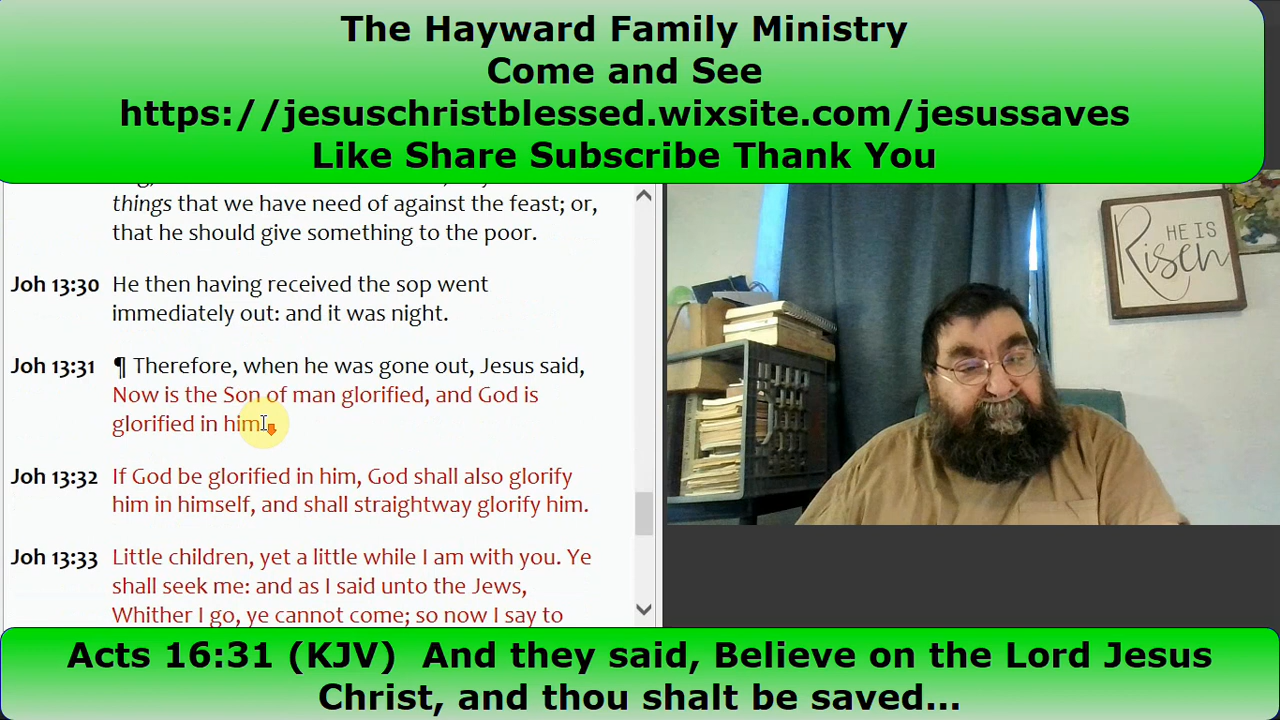 The Hayward Family Ministry
Come and See
https://jesuschristblessed.wixsite.com/jesussaves
Like Share Subscribe Thank You
things that we have need of against the feast; or,
that he should give something to the poor.
Joh 13:30 He then having received the sop went
immediately out: and it was night.
Joh 13:31 ¶ Therefore, when he was gone out, Jesus said,
Now is the Son of man glorified, and God is
glorified in him.
Joh 13:32 If God be glorified in him, God shall also glorify
him in himself, and shall straightway glorify him.
Joh 13:33 Little children, yet a little while I am with you. Ye
shall seek me: and as I said unto the Jews,
Whither I go, ye cannot come; so now I say to
HE IS
Risen
Acts 16:31 (KJV) And they said, Believe on the Lord Jesus
Christ, and thou shalt be saved...